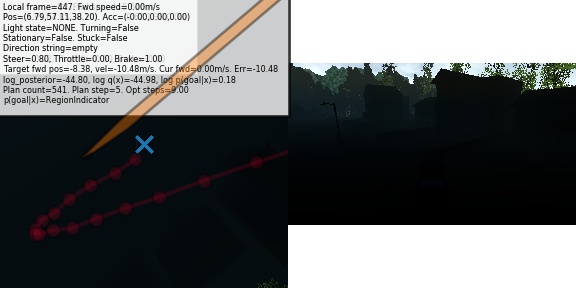 Local frame=447: Fwd speed=0.00m/s
Pos=(6.79,57.11,38.20). Acc=(-0.00,0.00,0.00)
Light state=NONE. Turning=False
Stationary=False. Stuck=False
Direction string=empty
Steer=0.80, Throttle=0.00, Brake=1.00
Target fwd pos=-8.38, vel=-10.48m/s. Cur fwd=0.00m/s. Err=-10.48
log_posterior=-44.80, log q(x)=-44.98, log p(goal|x)=0.18
Plan count=541. Plan step=5. Opt steps=9.00
p(goal|x)=RegionIndicator